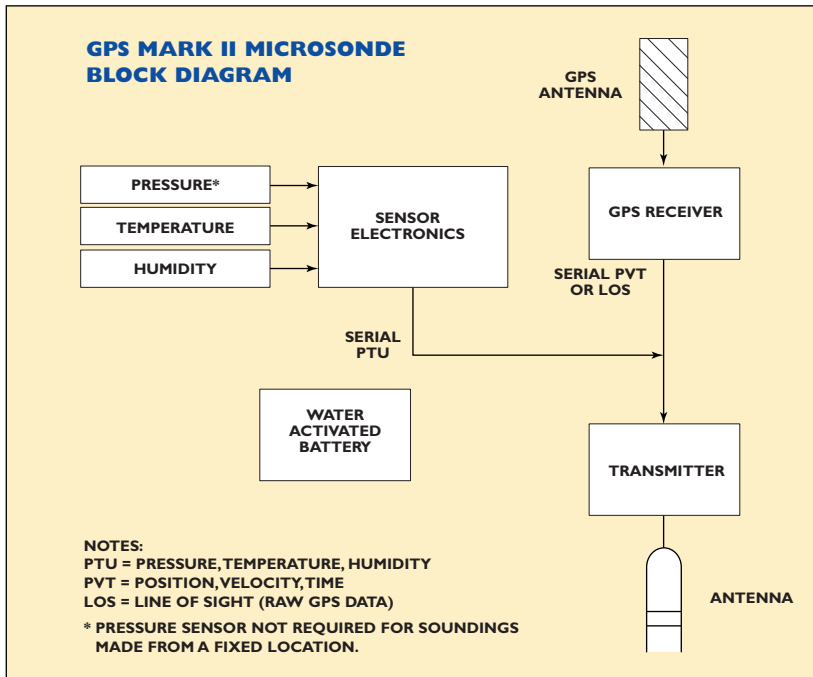 GPS MARK II MICROSONDE
BLOCK DIAGRAM
GPS
ANTENNA
PRESSURE*
TEMPERATURE
HUMIDITY
SENSOR
ELECTRONICS
GPS RECEIVER
SERIAL PVT
OR LOS
SERIAL
PTU
WATER
ACTIVATED
BATTERY
TRANSMITTER
ANTENNA
NOTES:
PTU = PRESSURE, TEMPERATURE, HUMIDITY
PVT = POSITION, VELOCITY, TIME
LOS = LINE OF SIGHT (RAW GPS DATA)
* PRESSURE SENSOR NOT REQUIRED FOR SOUNDINGS
MADE FROM A FIXED LOCATION.